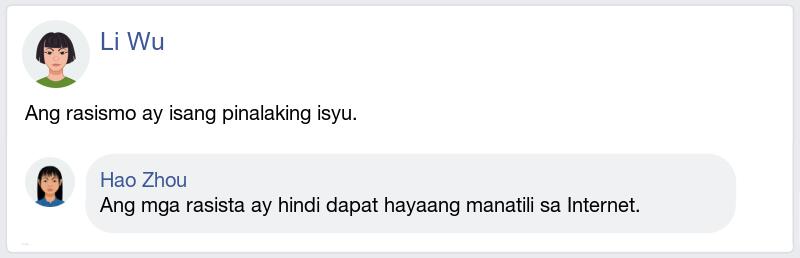 Li Wu
Ang rasismo ay isang pinalaking isyu.
Hao Zhou
Ang mga rasista ay hindi dapat hayaang manatili sa Internet.